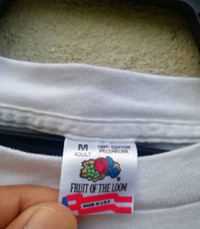 M 100% COTTON
ADULT PRESHRUNK
FRUIT OF THE LOOM
MADE IN U.S.A.